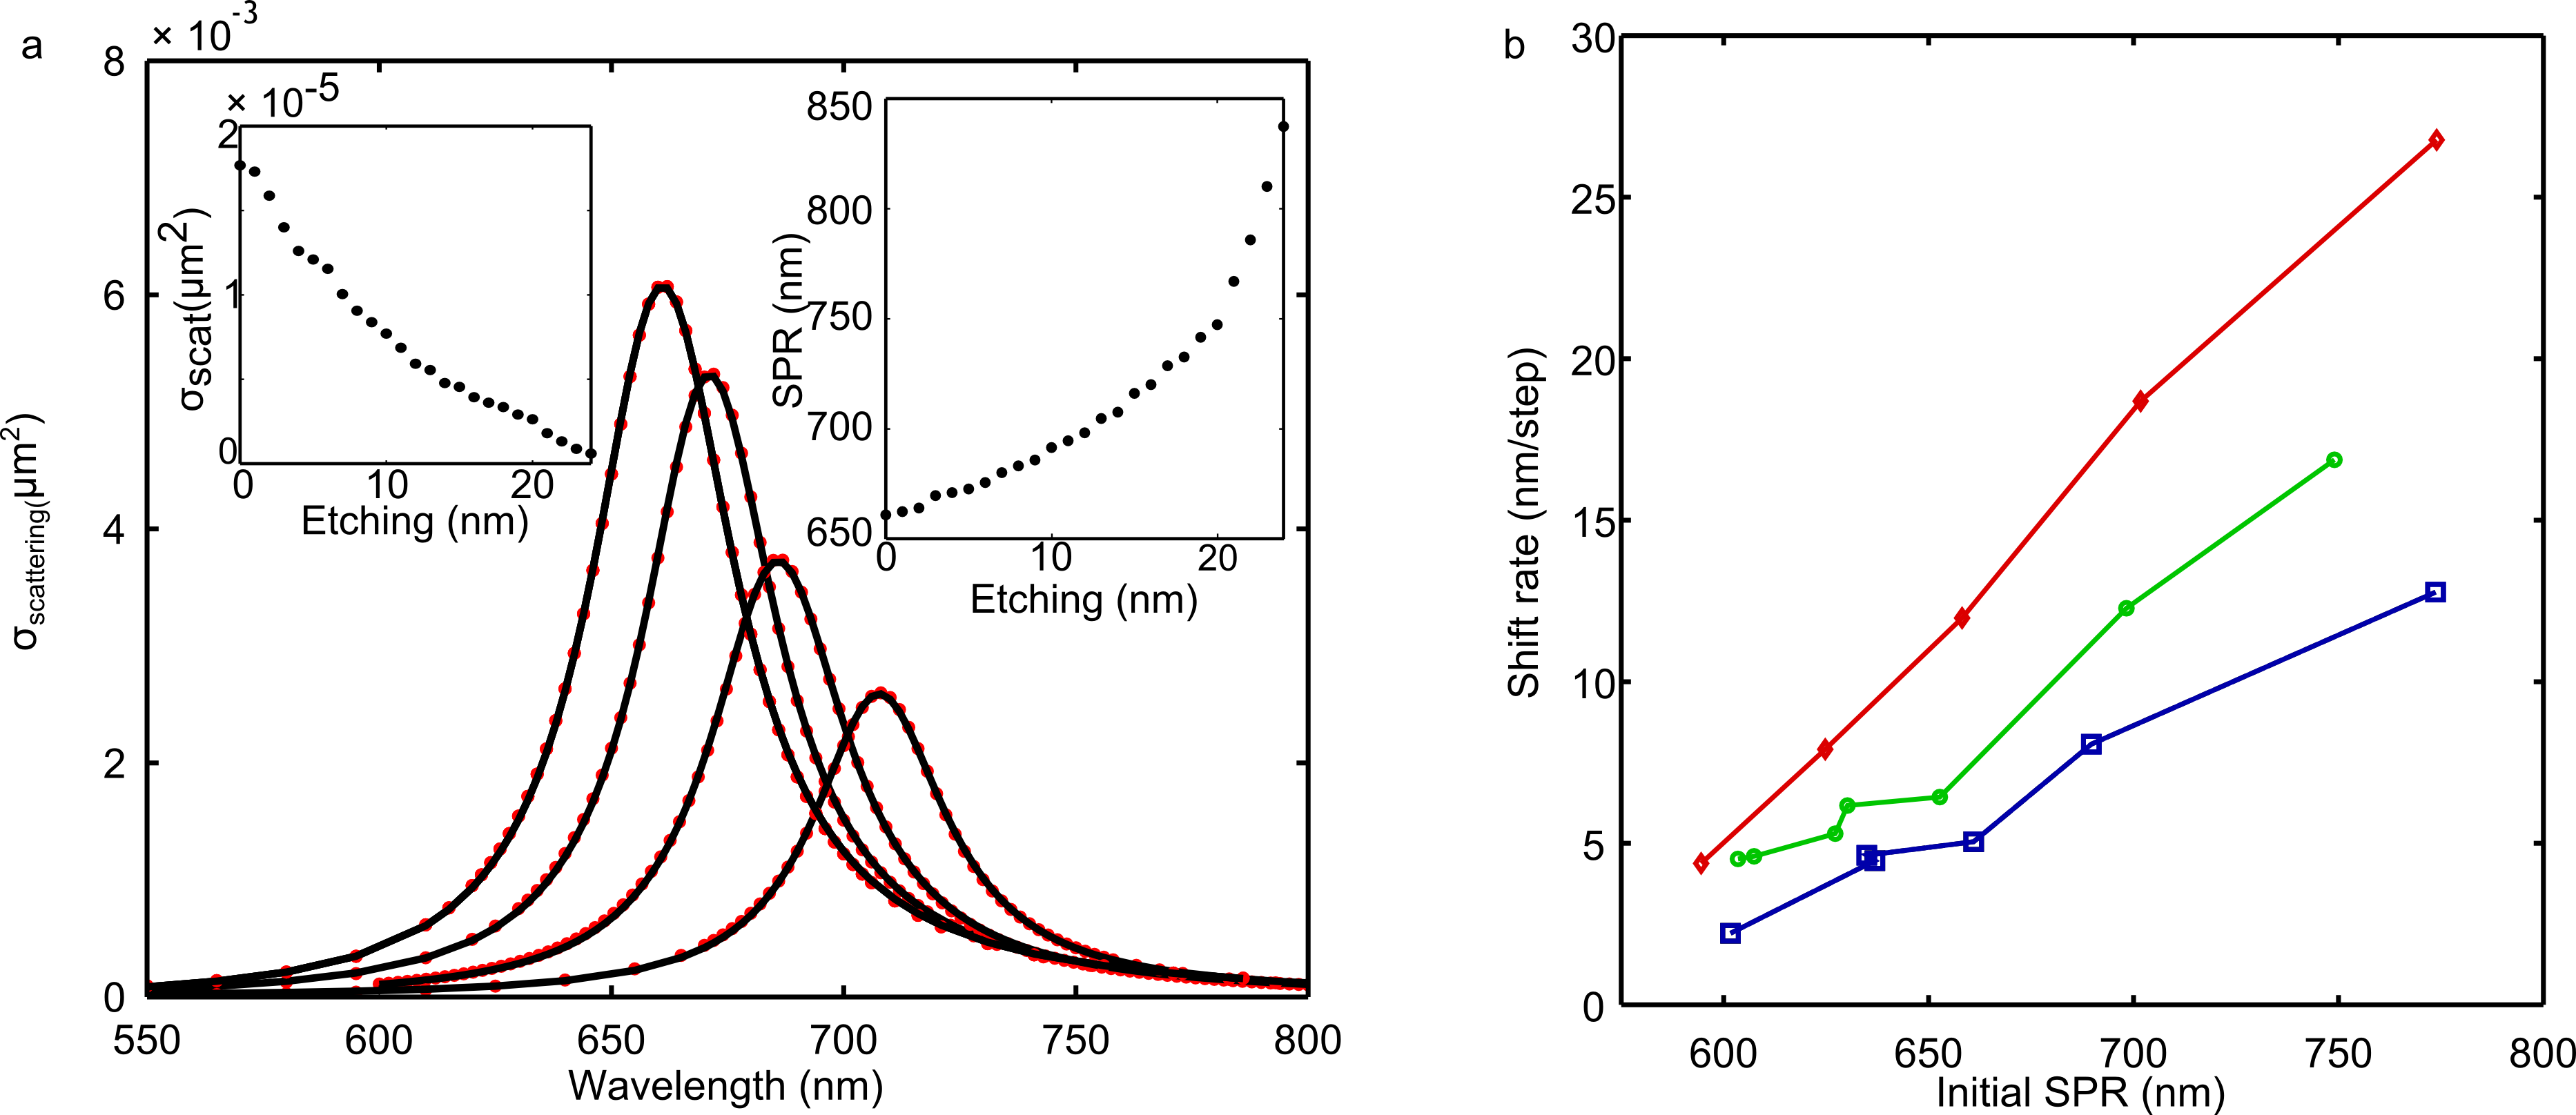 a
× 10-3
8
6
4
2
0
550 600 650 700 750 800
Wavelength (nm)
σscattering(μm2)
× 10-5
2
1
0
0 10 20
Etching (nm)
σscat(μm2)
850
800
750
700
650
0 10 20
Etching (nm)
SPR (nm)
b
30
25
20
15
10
5
0
600 650 700 750 800
Initial SPR (nm)
Shift rate (nm/step)